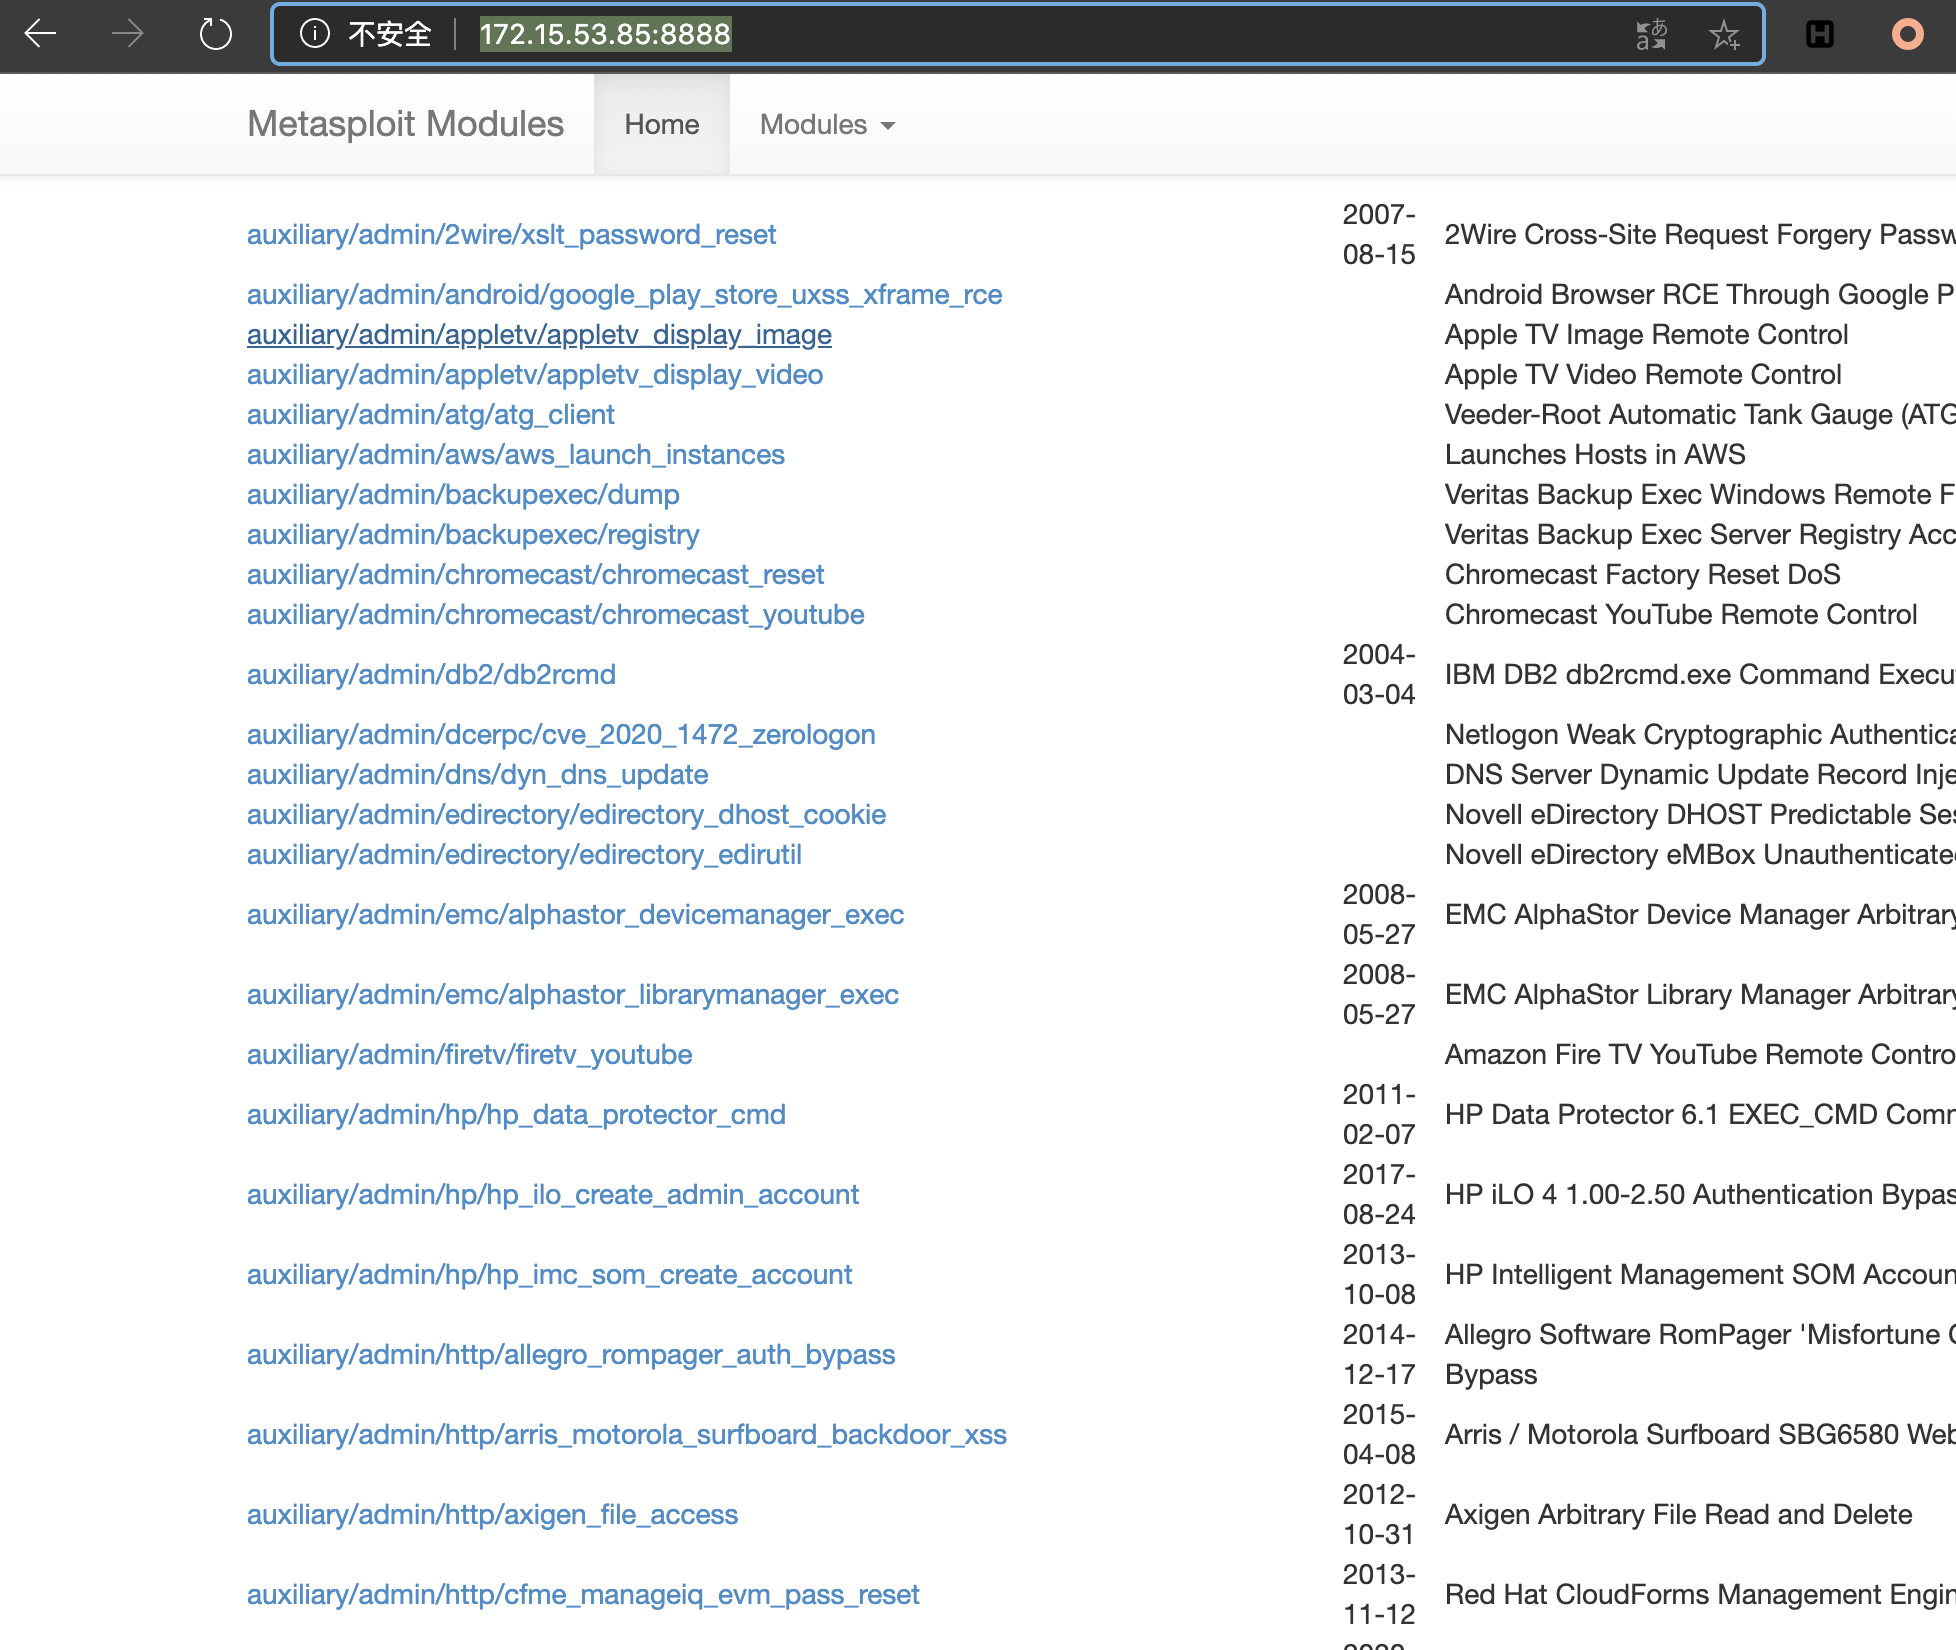 不安全 172.15.53.85:8888
Metasploit Modules Home Modules
auxiliary/admin/2wire/xslt_password_reset 2007-08-15 2Wire Cross-Site Request Forgery Passw
auxiliary/admin/android/google_play_store_uxss_xframe_rce Android Browser RCE Through Google P
auxiliary/admin/appletv/appletv_display_image Apple TV Image Remote Control
auxiliary/admin/appletv/appletv_display_video Apple TV Video Remote Control
auxiliary/admin/atg/atg_client Veeder-Root Automatic Tank Gauge (ATG
auxiliary/admin/aws/aws_launch_instances Launches Hosts in AWS
auxiliary/admin/backupexec/dump Veritas Backup Exec Windows Remote F
auxiliary/admin/backupexec/registry Veritas Backup Exec Server Registry Acc
auxiliary/admin/chromecast/chromecast_reset Chromecast Factory Reset DoS
auxiliary/admin/chromecast/chromecast_youtube Chromecast YouTube Remote Control
auxiliary/admin/db2/db2rcmd 2004-03-04 IBM DB2 db2rcmd.exe Command Execu
auxiliary/admin/dcerpc/cve_2020_1472_zerologon Netlogon Weak Cryptographic Authentica
auxiliary/admin/dns/dyn_dns_update DNS Server Dynamic Update Record Inje
auxiliary/admin/edirectory/edirectory_dhost_cookie Novell eDirectory DHOST Predictable Ses
auxiliary/admin/edirectory/edirectory_edirutil Novell eDirectory eMBox Unauthenticate
auxiliary/admin/emc/alphastor_devicemanager_exec 2008-05-27 EMC AlphaStor Device Manager Arbitrary
auxiliary/admin/emc/alphastor_librarymanager_exec 2008-05-27 EMC AlphaStor Library Manager Arbitrary
auxiliary/admin/firetv/firetv_youtube Amazon Fire TV YouTube Remote Contro
auxiliary/admin/hp/hp_data_protector_cmd 2011-02-07 HP Data Protector 6.1 EXEC_CMD Comm
auxiliary/admin/hp/hp_ilo_create_admin_account 2017-08-24 HP iLO 4 1.00-2.50 Authentication Bypas
auxiliary/admin/hp/hp_imc_som_create_account 2013-10-08 HP Intelligent Management SOM Accoun
auxiliary/admin/http/allegro_rompager_auth_bypass 2014-12-17 Allegro Software RomPager 'Misfortune C
Bypass
auxiliary/admin/http/arris_motorola_surfboard_backdoor_xss 2015-04-08 Arris / Motorola Surfboard SBG6580 Web
auxiliary/admin/http/axigen_file_access 2012-10-31 Axigen Arbitrary File Read and Delete
auxiliary/admin/http/cfme_manageiq_evm_pass_reset 2013-11-12 Red Hat CloudForms Management Engin